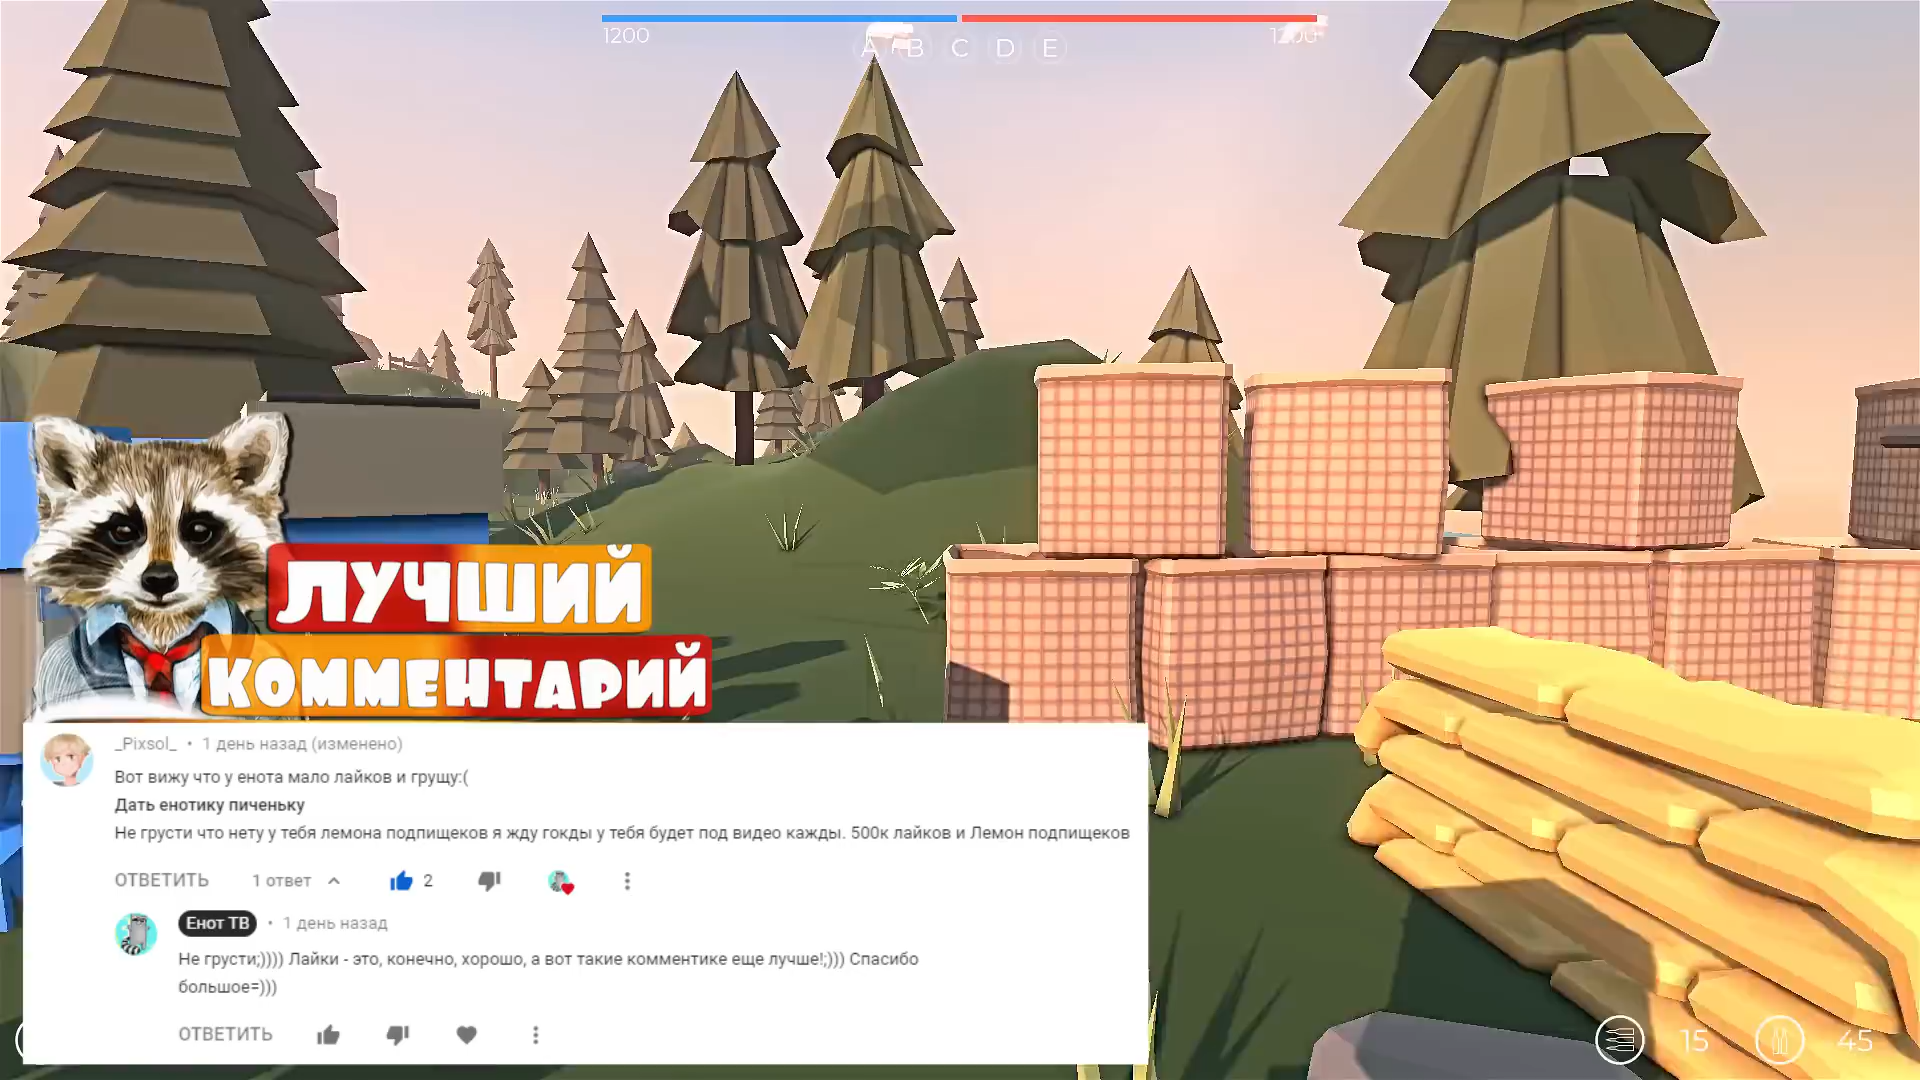 1200
A B C D E
1200
ЛУЧШИЙ
КОММЕНТАРИЙ
_Pixsol_ • 1 день назад (изменено)
Вот вижу что у енота мало лайков и грущу:(
Дать енотику пиченьку
Не грусти что нету у тебя лемона подпищеков я жду гокды у тебя будет под видео кажды. 500к лайков и Лемон подпищеков
ОТВЕТИТЬ 1 ответ 2
Енот ТВ • 1 день назад
Не грусти;)))) Лайки - это, конечно, хорошо, а вот такие комментике еще лучше!;))) Спасибо
большое=)))
ОТВЕТИТЬ
15 45